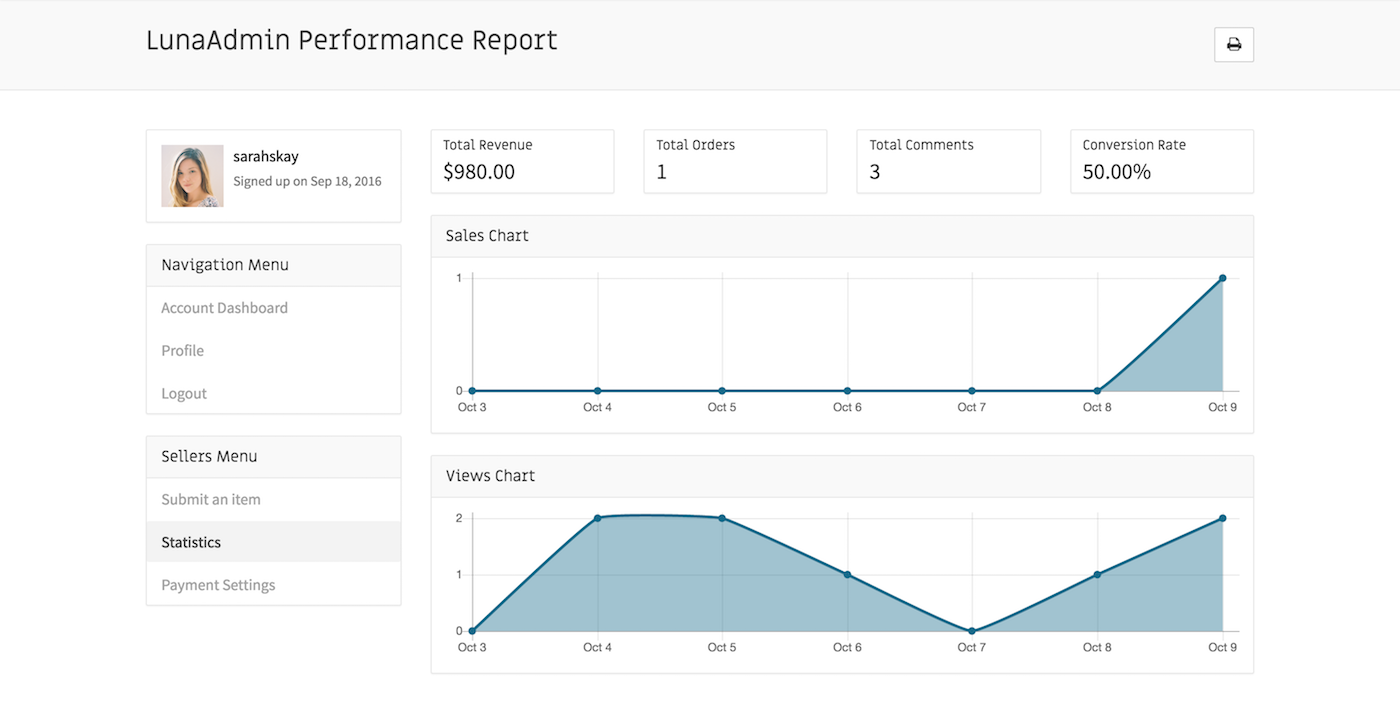 LunaAdmin Performance Report
sarahskay
Signed up on Sep 18, 2016
Navigation Menu
Account Dashboard
Profile
Logout
Sellers Menu
Submit an item
Statistics
Payment Settings
Total Revenue
$980.00
Total Orders
1
Total Comments
3
Conversion Rate
50.00%
Sales Chart
1
0
Oct 3 Oct 4 Oct 5 Oct 6 Oct 7 Oct 8 Oct 9
Views Chart
2
1
0
Oct 3 Oct 4 Oct 5 Oct 6 Oct 7 Oct 8 Oct 9